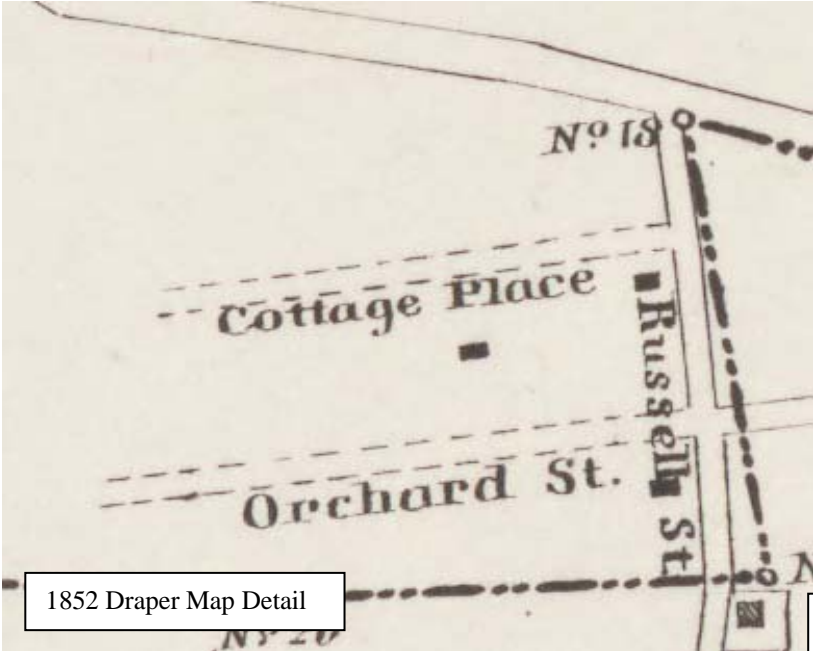 Nº 18
Cottage Place
Russell St.
Orchard St.
N
1852 Draper Map Detail